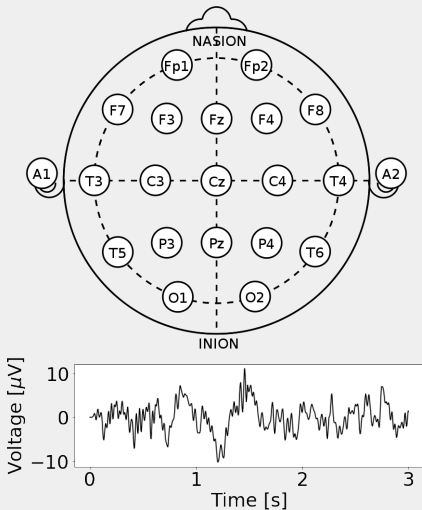 NASION
Fp1 Fp2
F7 F3 Fz F4 F8
A1 T3 C3 Cz C4 T4 A2
T5 P3 Pz P4 T6
O1 O2
INION
Voltage [μV]
10
0
−10
0 1 2 3
Time [s]